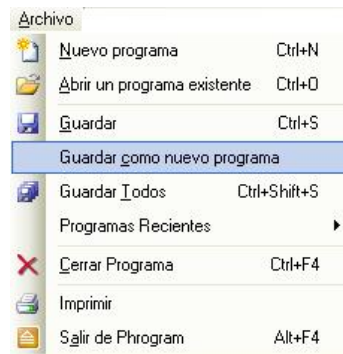 Archivo
Nuevo programa Ctrl+N
Abrir un programa existente Ctrl+O
Guardar Ctrl+S
Guardar como nuevo programa
Guardar Todos Ctrl+Shift+S
Programas Recientes
Cerrar Programa Ctrl+F4
Imprimir
Salir de Phrogram Alt+F4